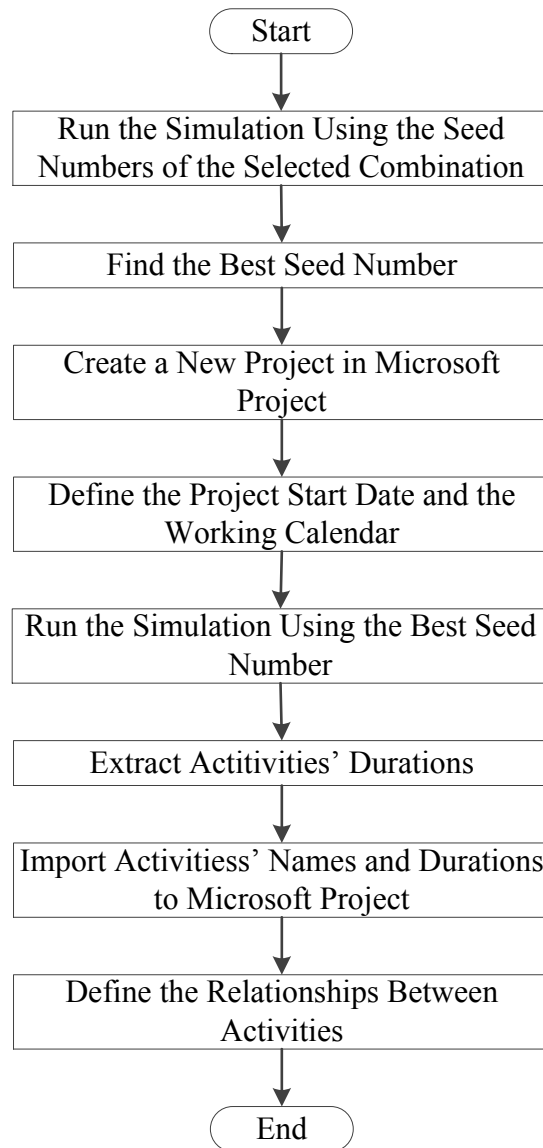 Start
Run the Simulation Using the Seed
Numbers of the Selected Combination
Find the Best Seed Number
Create a New Project in Microsoft
Project
Define the Project Start Date and the
Working Calendar
Run the Simulation Using the Best Seed
Number
Extract Actitivities’ Durations
Import Activitiess’ Names and Durations
to Microsoft Project
Define the Relationships Between
Activities
End